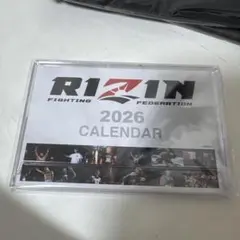 RIZIN
FIGHTING FEDERATION
2026
CALENDAR